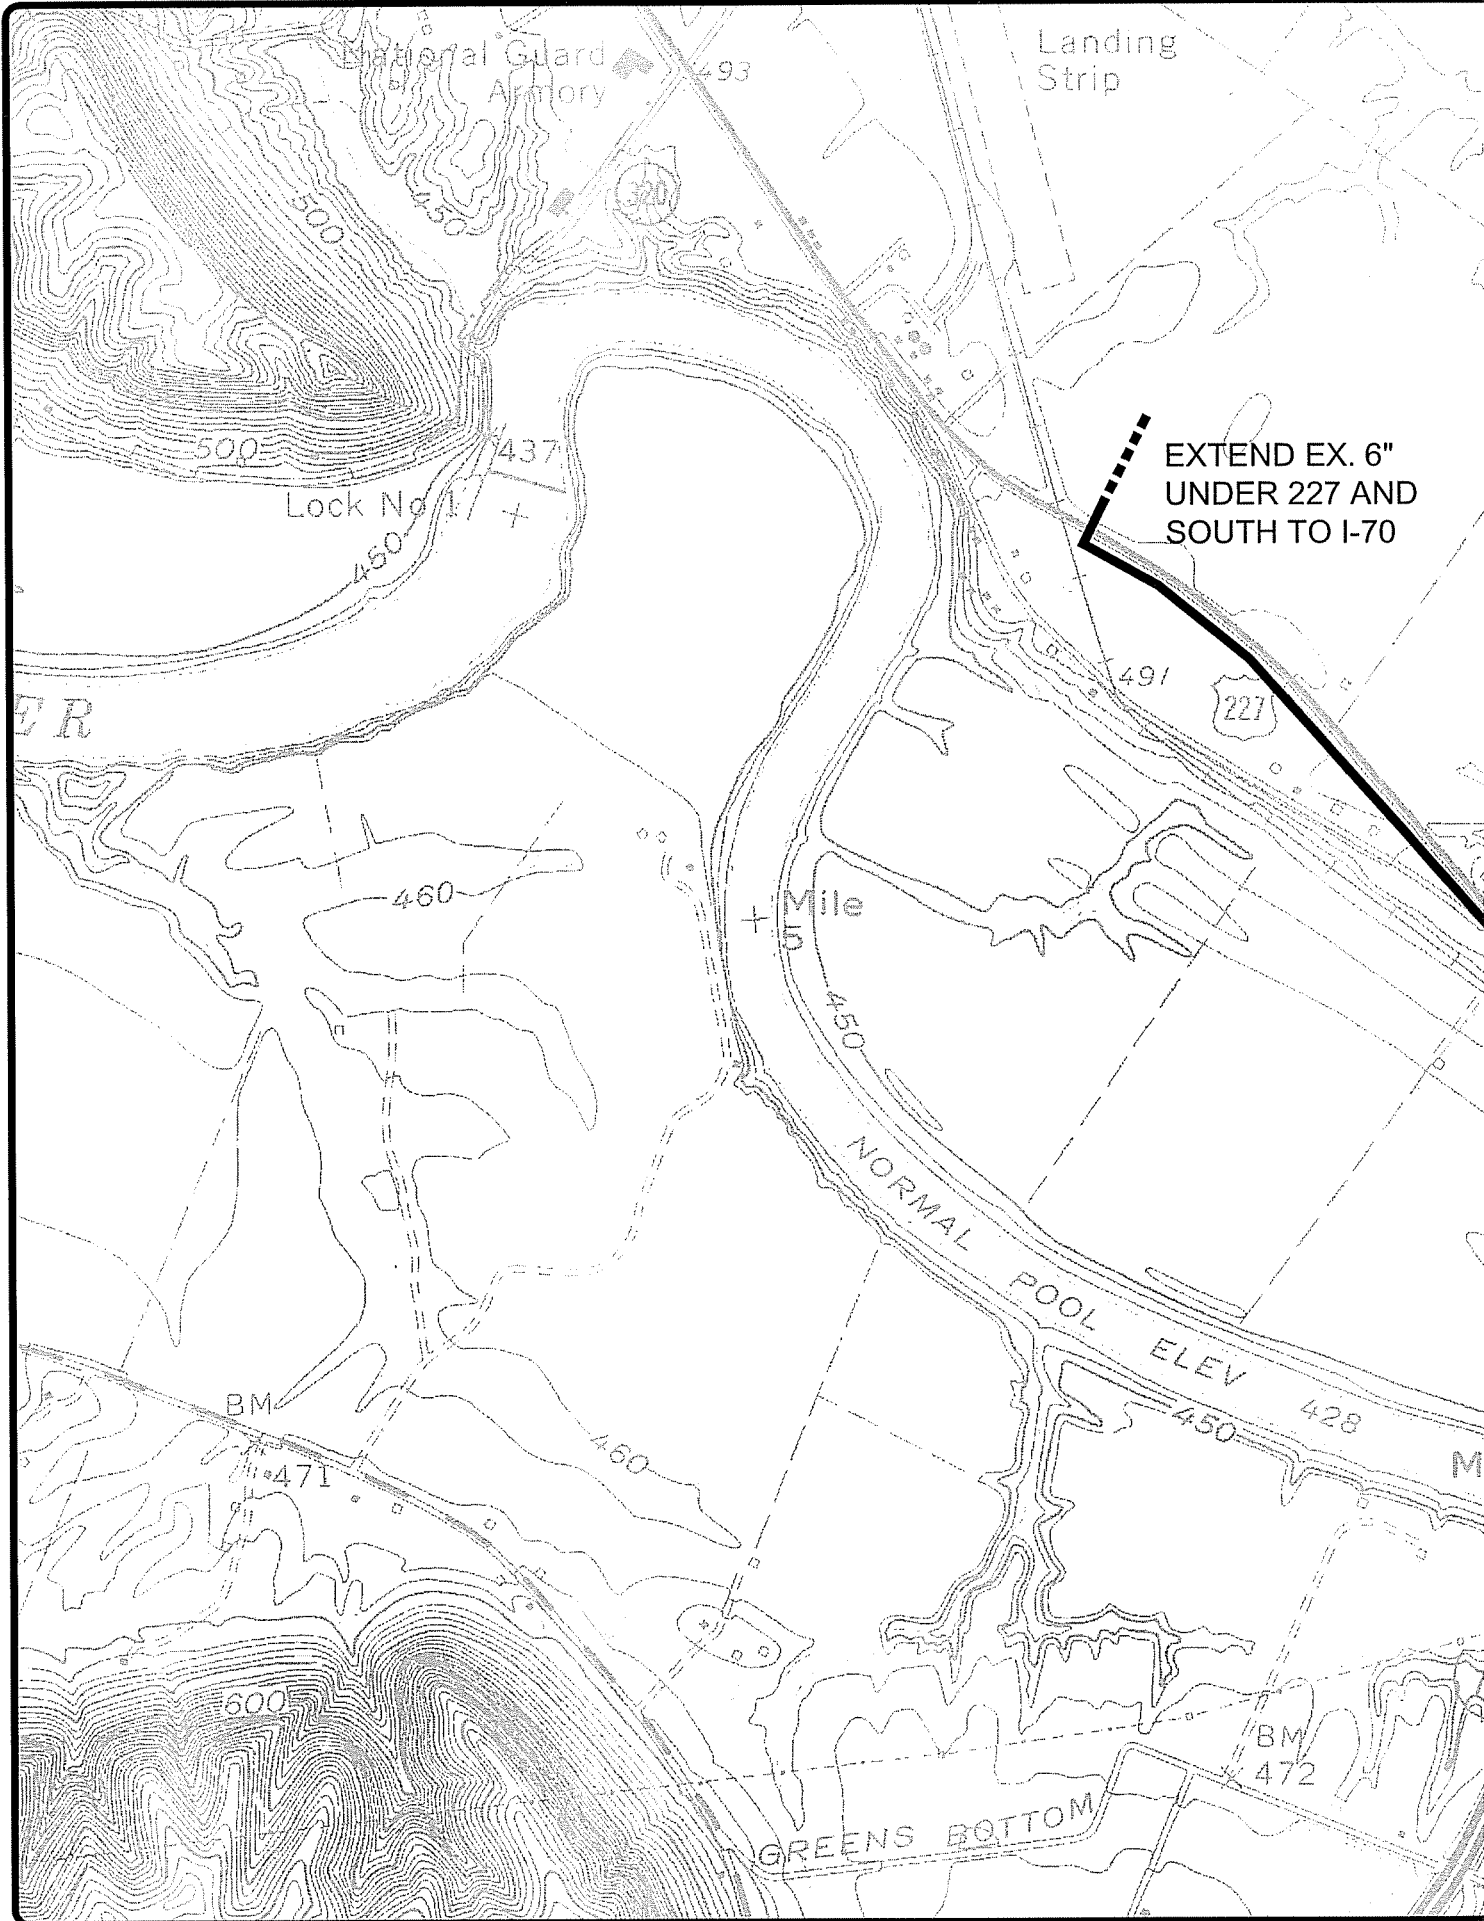 National Guard
Armory
493
Landing
Strip
500
450
320
500
437
Lock No 1
450
EXTEND EX. 6"
UNDER 227 AND
SOUTH TO I-70
ER
491
227
460
Mile
5
450
NORMAL POOL ELEV 428
450
M
BM
471
460
600
BM
472
GREENS BOTTOM